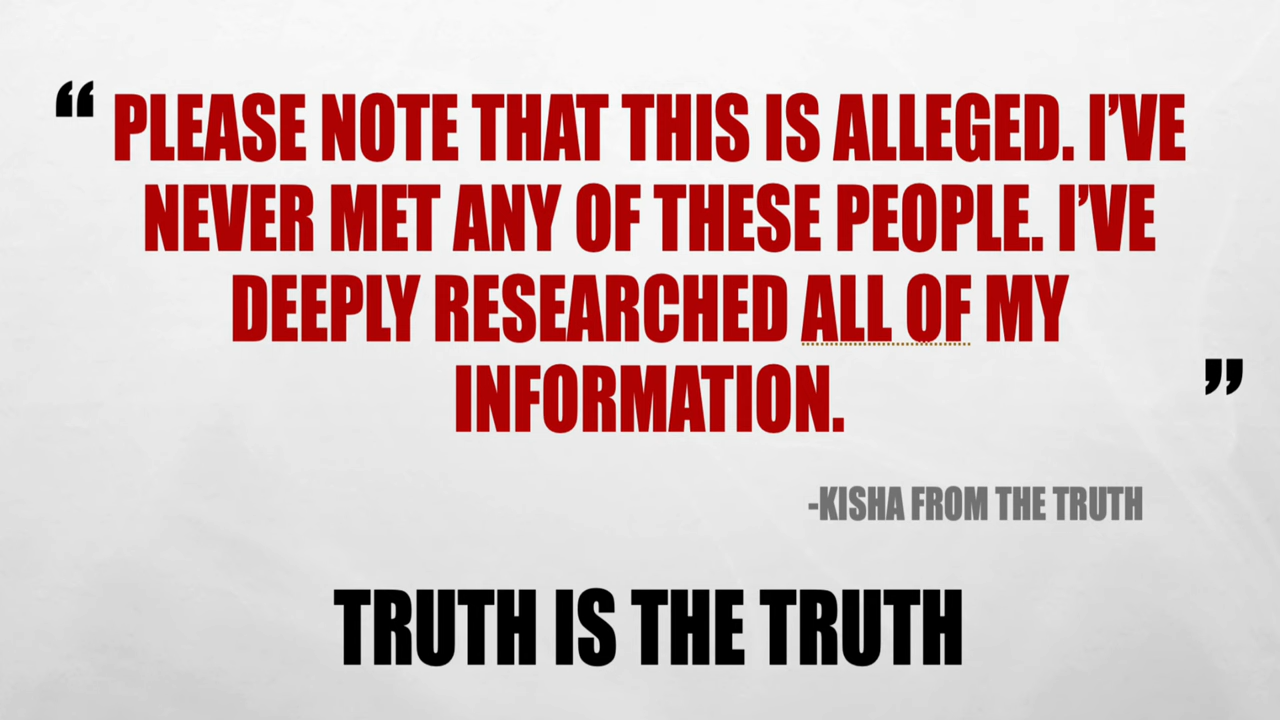 “ PLEASE NOTE THAT THIS IS ALLEGED. I’VE
NEVER MET ANY OF THESE PEOPLE. I’VE
DEEPLY RESEARCHED ALL OF MY
INFORMATION. ”
-KISHA FROM THE TRUTH
TRUTH IS THE TRUTH